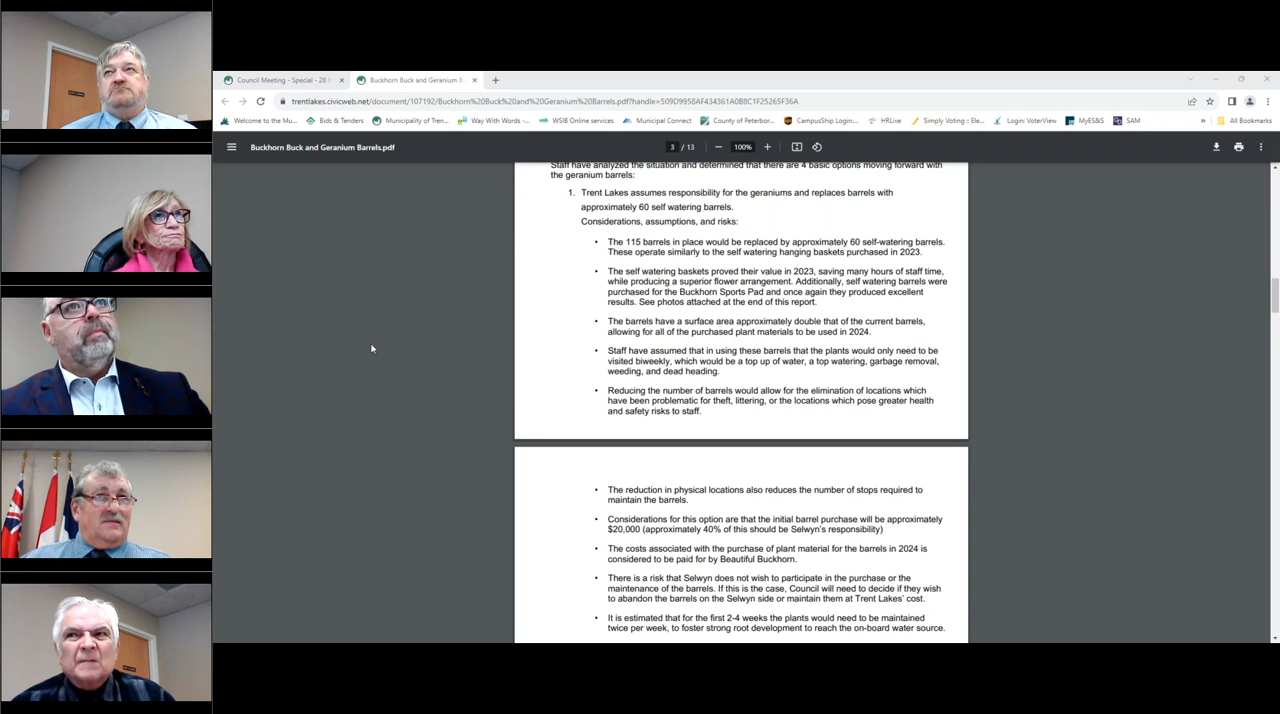 Council Meeting - Special - 28
Buckhorn Buck and Geranium B
trentlakes.civicweb.net/document/107192/Buckhorn%20Buck%20and%20Geranium%20Barrels.pdf?handle=509D9958AF434361A0B8C1F25265F36A
Welcome to the Mu... Bids & Tenders Municipality of Tren... Way With Words -... WSIB Online services Municipal Connect County of Peterbor... CampusShip Login:... HRLive Simply Voting :: Ele... Login: VoterView MyES&S SAM » All Bookmarks
Buckhorn Buck and Geranium Barrels.pdf 3 / 13 100%
Staff have analyzed the situation and determined that there are 4 basic options moving forward with
the geranium barrels:
1. Trent Lakes assumes responsibility for the geraniums and replaces barrels with
approximately 60 self watering barrels.
Considerations, assumptions, and risks:
• The 115 barrels in place would be replaced by approximately 60 self-watering barrels.
These operate similarly to the self watering hanging baskets purchased in 2023.
• The self watering baskets proved their value in 2023, saving many hours of staff time,
while producing a superior flower arrangement. Additionally, self watering barrels were
purchased for the Buckhorn Sports Pad and once again they produced excellent
results. See photos attached at the end of this report.
• The barrels have a surface area approximately double that of the current barrels,
allowing for all of the purchased plant materials to be used in 2024.
• Staff have assumed that in using these barrels that the plants would only need to be
visited biweekly, which would be a top up of water, a top watering, garbage removal,
weeding, and dead heading.
• Reducing the number of barrels would allow for the elimination of locations which
have been problematic for theft, littering, or the locations which pose greater health
and safety risks to staff.
• The reduction in physical locations also reduces the number of stops required to
maintain the barrels.
• Considerations for this option are that the initial barrel purchase will be approximately
$20,000 (approximately 40% of this should be Selwyn's responsibility)
• The costs associated with the purchase of plant material for the barrels in 2024 is
considered to be paid for by Beautiful Buckhorn.
• There is a risk that Selwyn does not wish to participate in the purchase or the
maintenance of the barrels. If this is the case, Council will need to decide if they wish
to abandon the barrels on the Selwyn side or maintain them at Trent Lakes' cost.
• It is estimated that for the first 2-4 weeks the plants would need to be maintained
twice per week, to foster strong root development to reach the on-board water source.